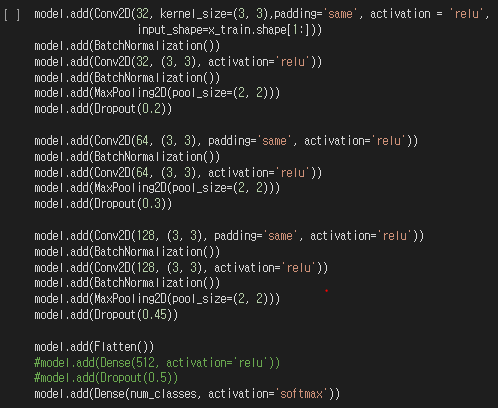 [ ] model.add(Conv2D(32, kernel_size=(3, 3),padding='same', activation = 'relu',
input_shape=x_train.shape[1:]))
model.add(BatchNormalization())
model.add(Conv2D(32, (3, 3), activation='relu'))
model.add(BatchNormalization())
model.add(MaxPooling2D(pool_size=(2, 2)))
model.add(Dropout(0.2))
model.add(Conv2D(64, (3, 3), padding='same', activation='relu'))
model.add(BatchNormalization())
model.add(Conv2D(64, (3, 3), activation='relu'))
model.add(MaxPooling2D(pool_size=(2, 2)))
model.add(Dropout(0.3))
model.add(Conv2D(128, (3, 3), padding='same', activation='relu'))
model.add(BatchNormalization())
model.add(Conv2D(128, (3, 3), activation='relu'))
model.add(BatchNormalization())
model.add(MaxPooling2D(pool_size=(2, 2)))
model.add(Dropout(0.45))
model.add(Flatten())
#model.add(Dense(512, activation='relu'))
#model.add(Dropout(0.5))
model.add(Dense(num_classes, activation='softmax'))